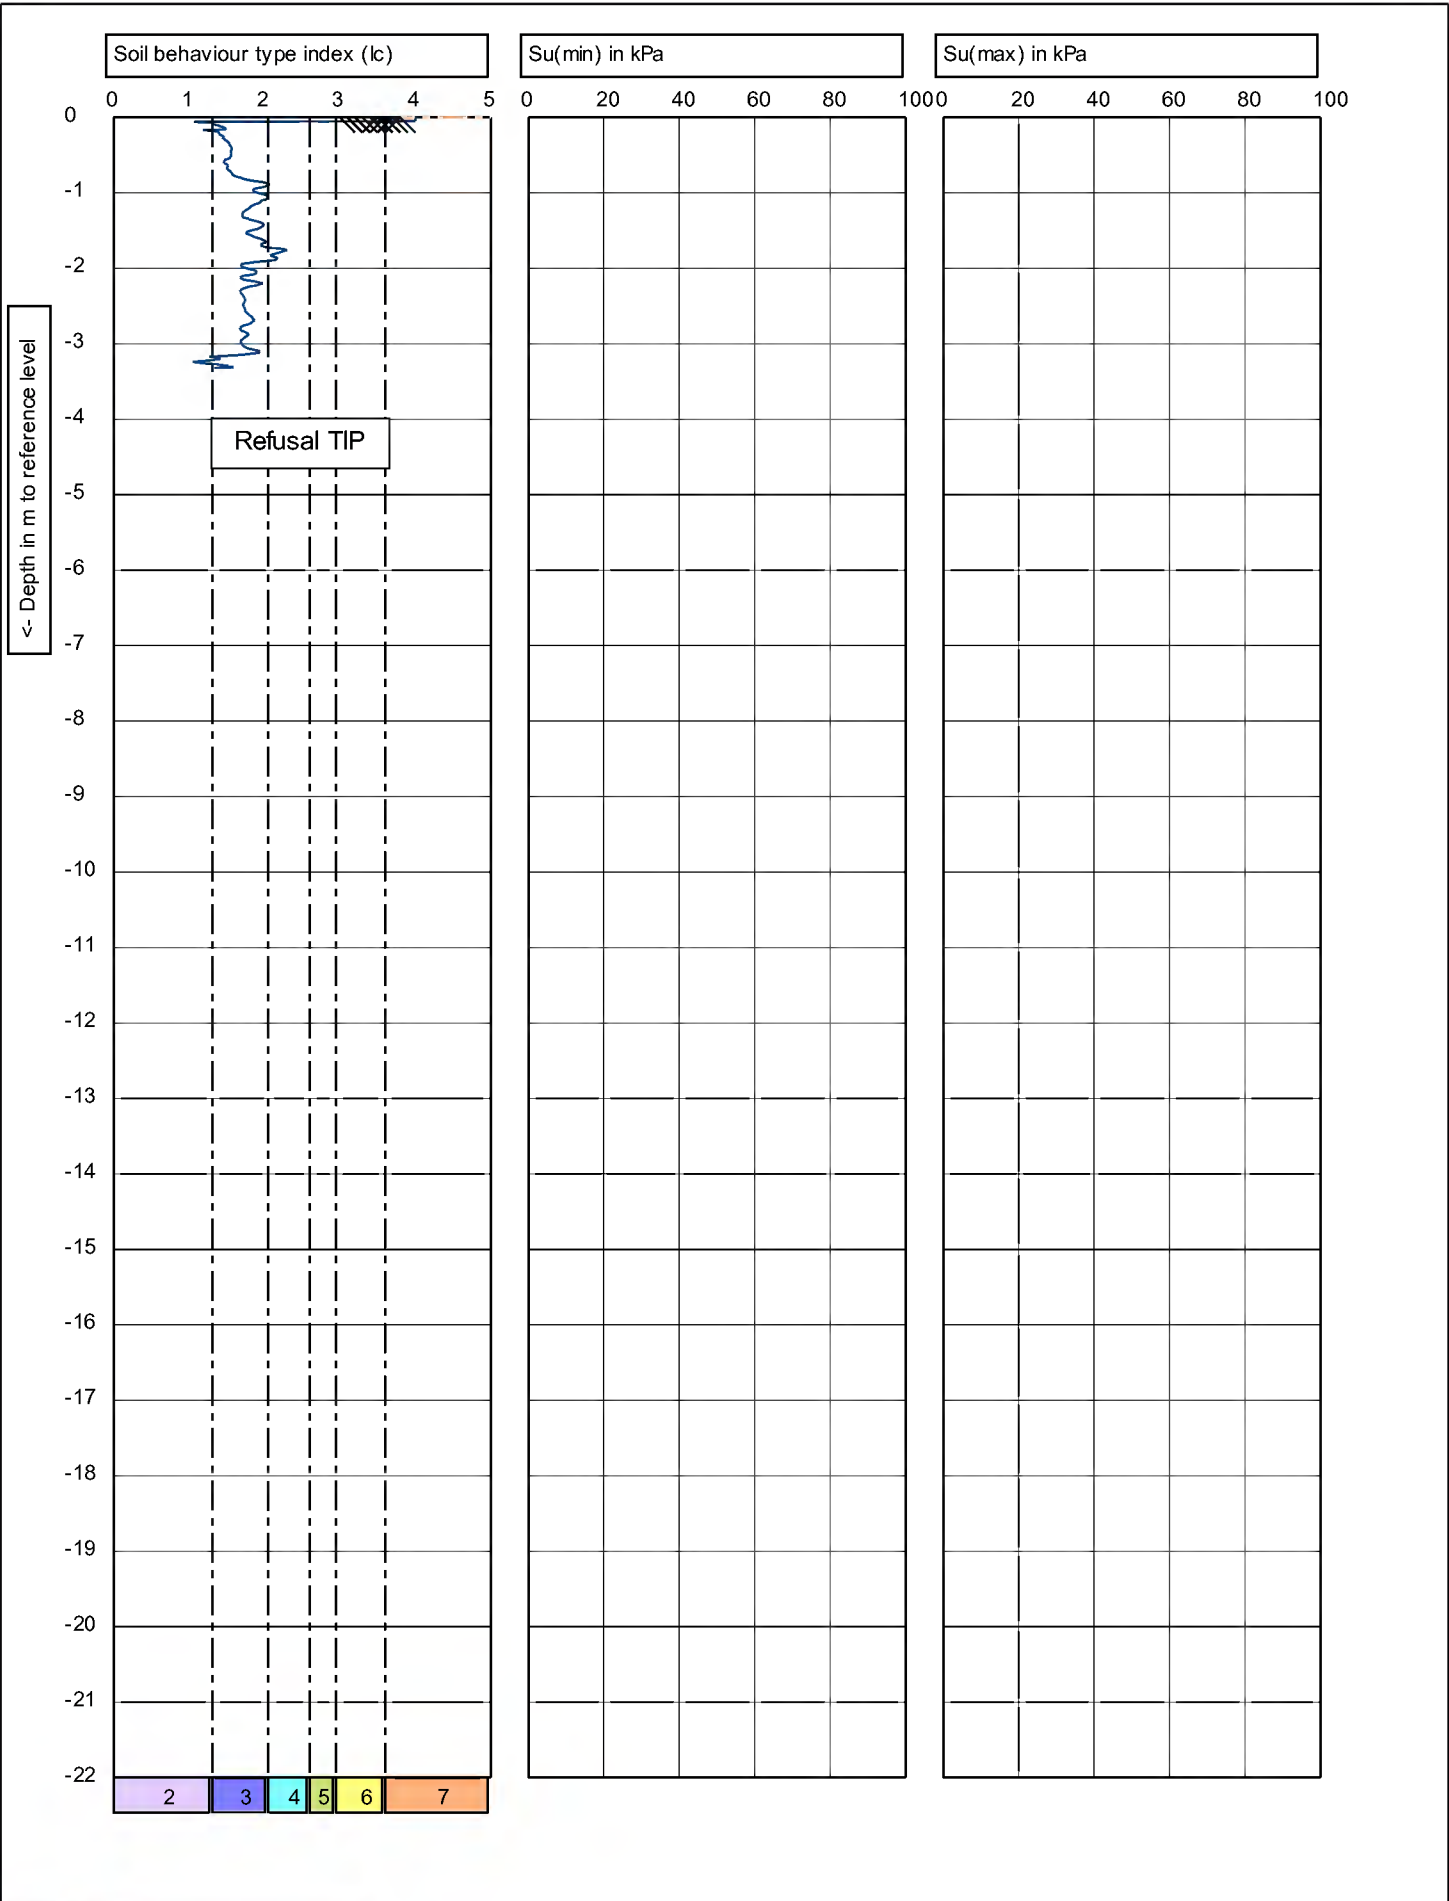 Soil behaviour type index (Ic)
Su(min) in kPa
Su(max) in kPa
0 1 2 3 4 5
0 20 40 60 80 100
0 20 40 60 80 100
<- Depth in m to reference level
0
-1
-2
-3
-4
Refusal TIP
-5
-6
-7
-8
-9
-10
-11
-12
-13
-14
-15
-16
-17
-18
-19
-20
-21
-22
2 3 4 5 6 7